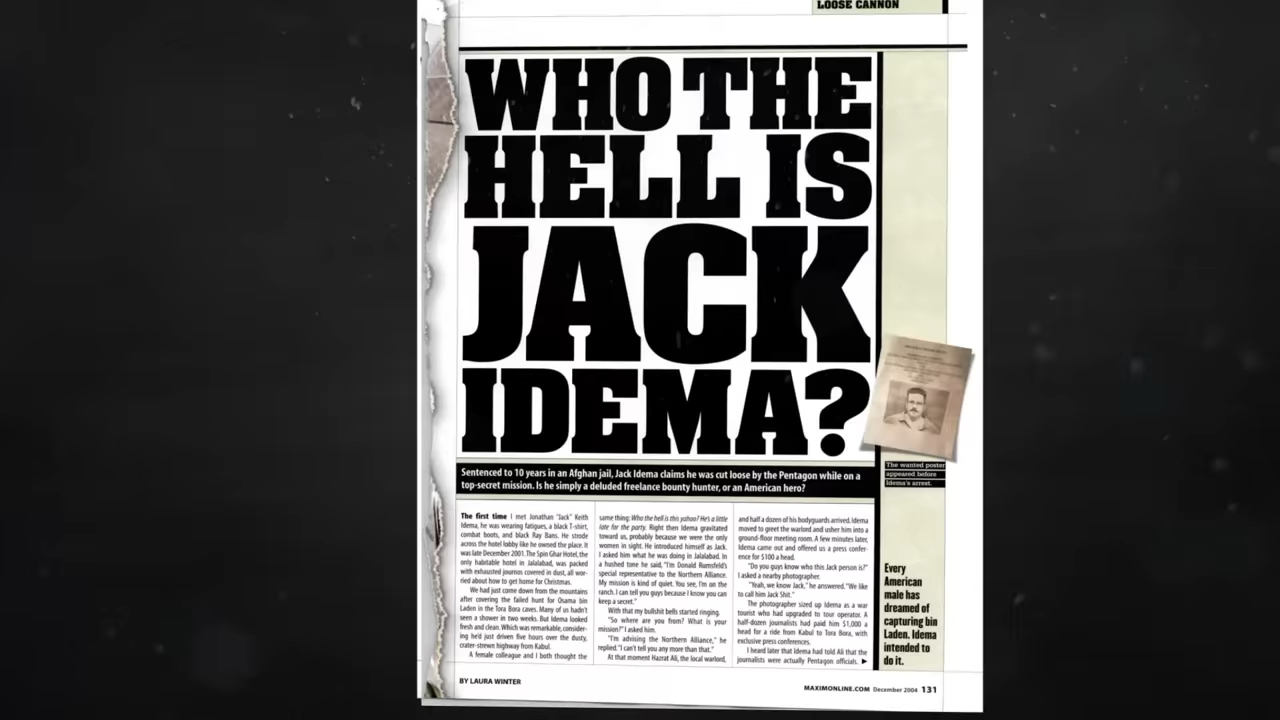 LOOSE CANNON
WHO THE
HELL IS
JACK
IDEMA?
Sentenced to 10 years in an Afghan jail, Jack Idema claims he was cut loose by the Pentagon while on a
top-secret mission. Is he simply a deluded freelance bounty hunter, or an American hero?
The first time I met Jonathan "Jack" Keith
Idema, he was wearing fatigues, a black T-shirt,
combat boots, and black Ray Bans. He strode
across the hotel lobby like he owned the place. It
was late December 2001. The Spin Ghar Hotel, the
only habitable hotel in Jalalabad, was packed
with exhausted journos covered in dust, all wor-
ried about how to get home for Christmas.
We had just come down from the mountains
after covering the failed hunt for Osama bin
Laden in the Tora Bora caves. Many of us hadn't
seen a shower in two weeks. But Idema looked
fresh and clean. Which was remarkable, consider-
ing he'd just driven five hours over the dusty,
crater-strewn highway from Kabul.
A female colleague and I both thought the
same thing: Who the hell is this yahoo? He's a little
late for the party. Right then Idema gravitated
toward us, probably because we were the only
women in sight. He introduced himself as Jack.
I asked him what he was doing in Jalalabad. In
a hushed tone he said, "I'm Donald Rumsfeld's
special representative to the Northern Alliance.
My mission is kind of quiet. You see, I'm on the
ranch. I can tell you guys because I know you can
keep a secret."
With that my bullshit bells started ringing.
"So where are you from? What is your
mission?" I asked him.
"I'm advising the Northern Alliance," he
replied. "I can't tell you any more than that."
At that moment Hazrat Ali, the local warlord,
and half a dozen of his bodyguards arrived. Idema
moved to greet the warlord and usher him into a
ground-floor meeting room. A few minutes later,
Idema came out and offered us a press confer-
ence for $100 a head.
"Do you guys know who this Jack person is?"
I asked a nearby photographer.
"Yeah, we know Jack," he answered. "We like
to call him Jack Shit."
The photographer sized up Idema as a war
tourist who had upgraded to tour operator. A
half-dozen journalists had paid him $1,000 a
head for a ride from Kabul to Tora Bora, with
exclusive press conferences.
I heard later that Idema had told Ali that the
journalists were actually Pentagon officials. ►
The wanted poster
appeared before
Idema's arrest.
Every
American
male has
dreamed of
capturing bin
Laden. Idema
intended to
do it.
BY LAURA WINTER
MAXIMONLINE.COM December 2004 131